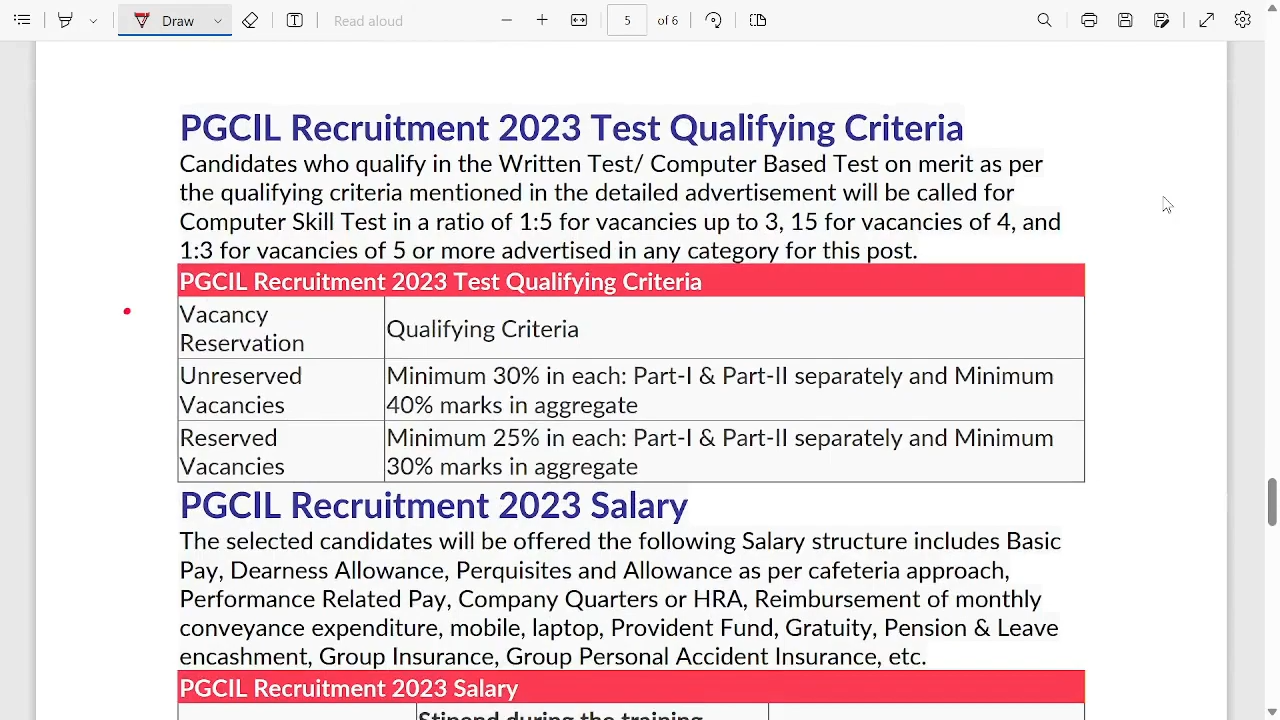 Draw
Read aloud
5 of 6
PGCIL Recruitment 2023 Test Qualifying Criteria
Candidates who qualify in the Written Test/ Computer Based Test on merit as per
the qualifying criteria mentioned in the detailed advertisement will be called for
Computer Skill Test in a ratio of 1:5 for vacancies up to 3, 15 for vacancies of 4, and
1:3 for vacancies of 5 or more advertised in any category for this post.
PGCIL Recruitment 2023 Test Qualifying Criteria
Vacancy
Reservation
Qualifying Criteria
Unreserved
Vacancies
Minimum 30% in each: Part-I & Part-II separately and Minimum
40% marks in aggregate
Reserved
Vacancies
Minimum 25% in each: Part-I & Part-II separately and Minimum
30% marks in aggregate
PGCIL Recruitment 2023 Salary
The selected candidates will be offered the following Salary structure includes Basic
Pay, Dearness Allowance, Perquisites and Allowance as per cafeteria approach,
Performance Related Pay, Company Quarters or HRA, Reimbursement of monthly
conveyance expenditure, mobile, laptop, Provident Fund, Gratuity, Pension & Leave
encashment, Group Insurance, Group Personal Accident Insurance, etc.
PGCIL Recruitment 2023 Salary
Stipend during the training